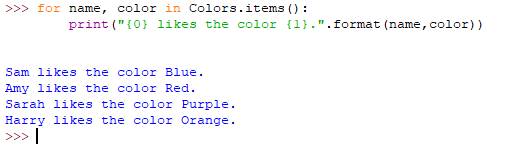 >>> for name, color in Colors.items():
        print("{0} likes the color {1}.".format(name,color))
Sam likes the color Blue.
Amy likes the color Red.
Sarah likes the color Purple.
Harry likes the color Orange.
>>>